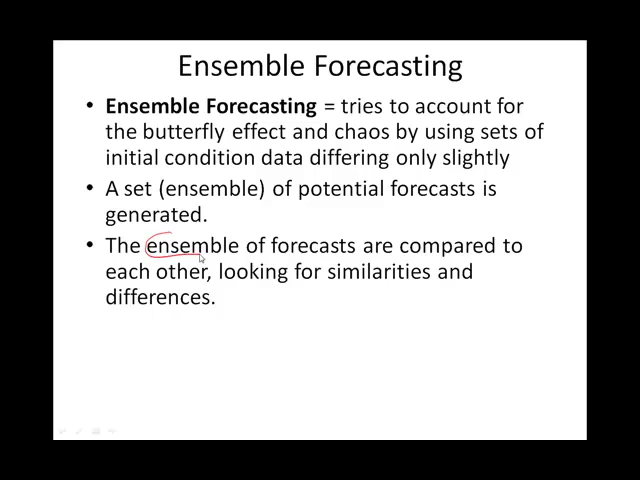 Ensemble Forecasting
• Ensemble Forecasting = tries to account for
the butterfly effect and chaos by using sets of
initial condition data differing only slightly
• A set (ensemble) of potential forecasts is
generated.
• The ensemble of forecasts are compared to
each other, looking for similarities and
differences.